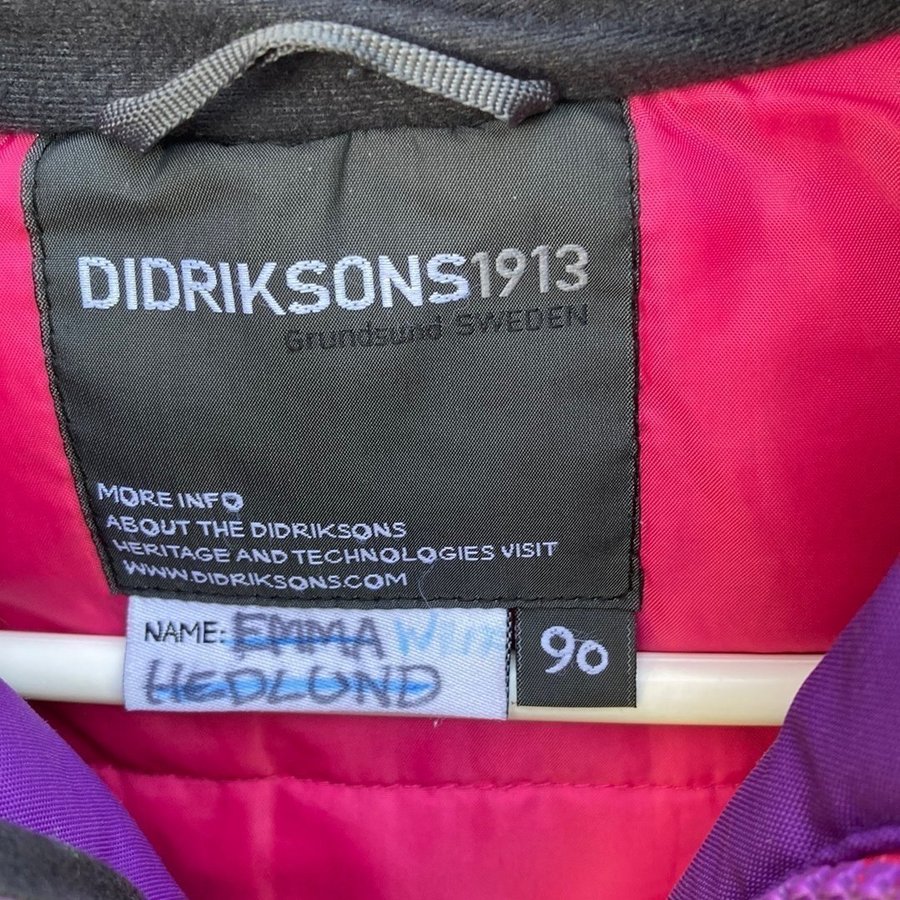 DIDRIKSONS1913
Grundsund SWEDEN
MORE INFO
ABOUT THE DIDRIKSONS
HERITAGE AND TECHNOLOGIES VISIT
WWW.DIDRIKSONS.COM
NAME: EMMA
HEDLUND
90